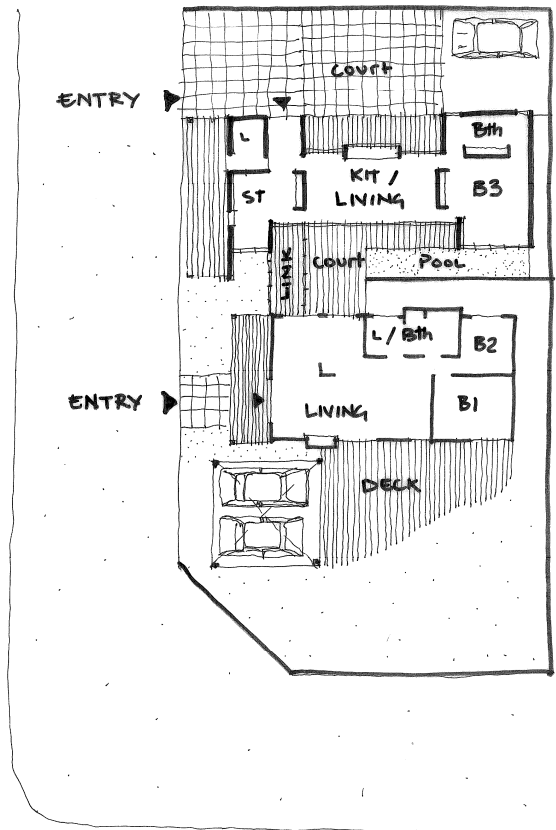 Court
ENTRY
L
Bth
KIT /
LIVING
B3
ST
LINK
Court
POOL
L / Bth
B2
ENTRY
LIVING
B1
DECK